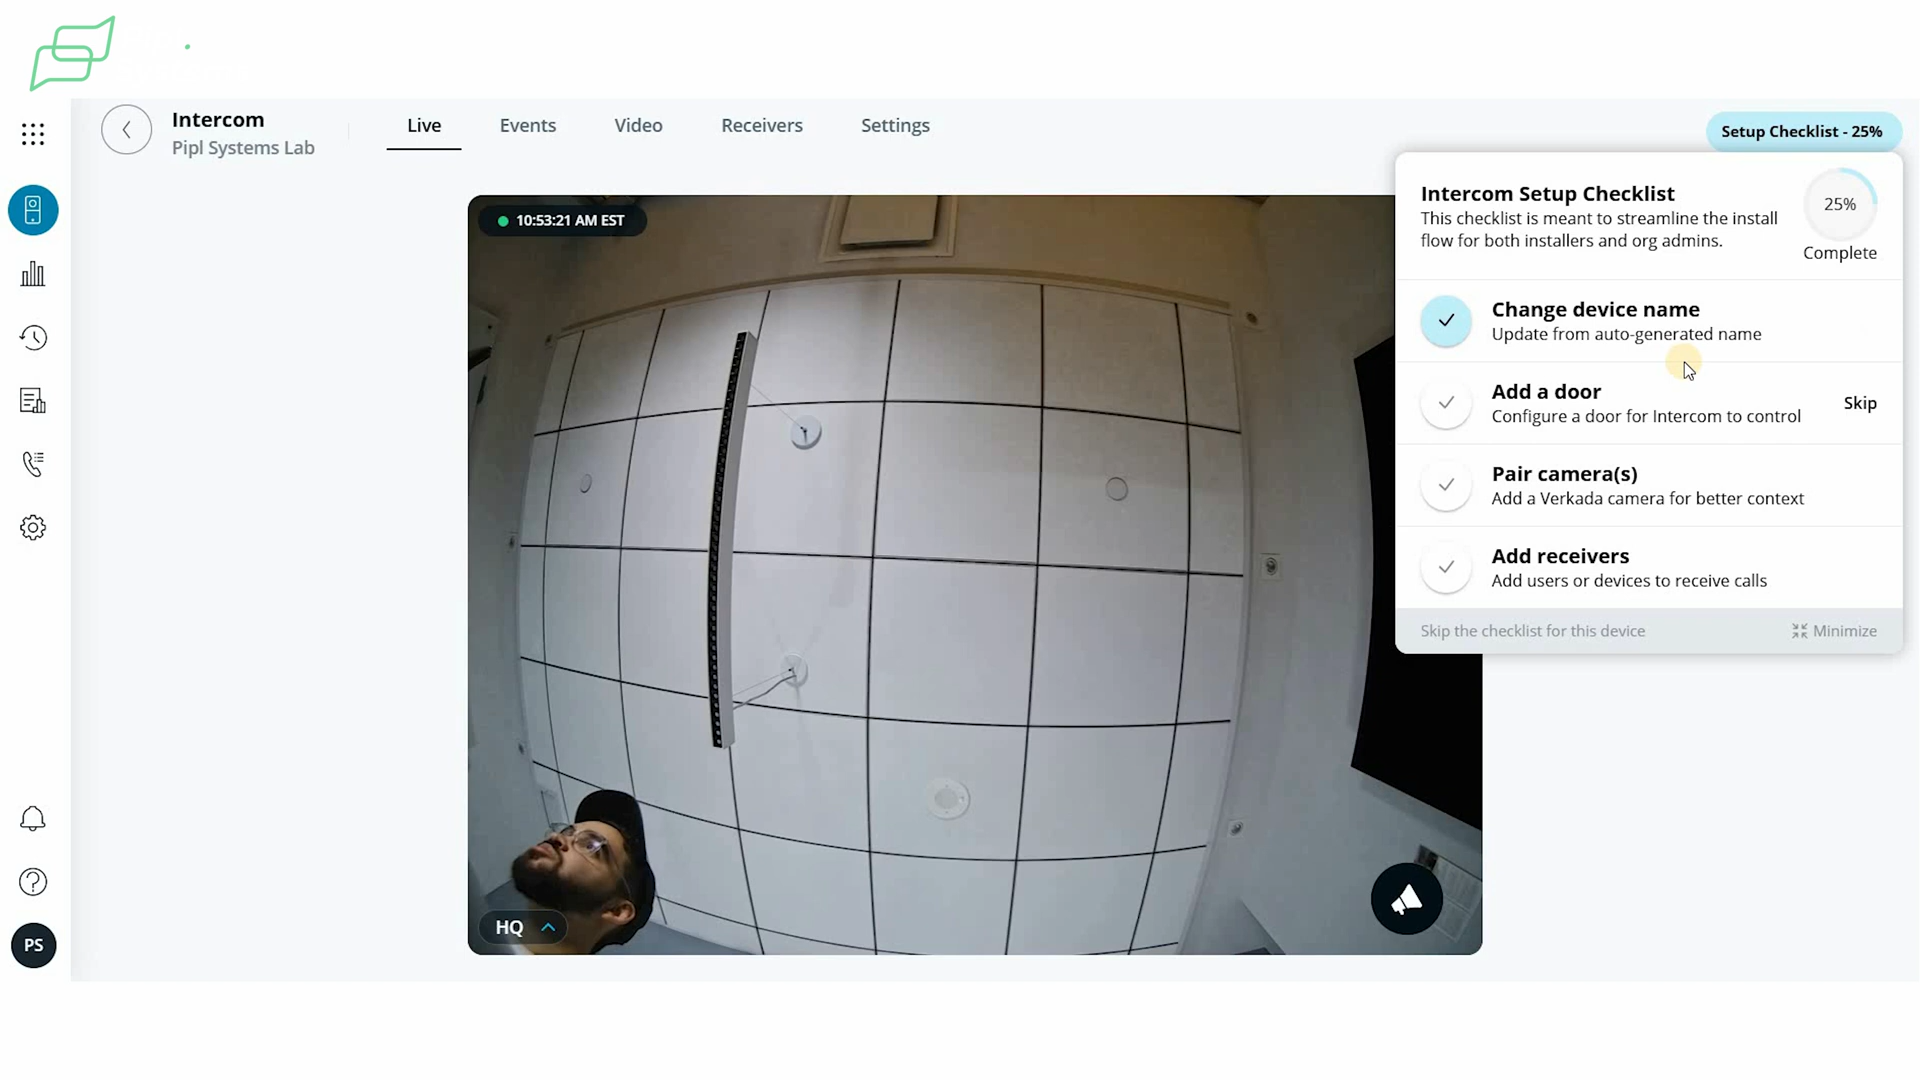 Intercom
Pipl Systems Lab
Live
Events
Video
Receivers
Settings
Setup Checklist - 25%
10:53:21 AM EST
HQ
Intercom Setup Checklist
This checklist is meant to streamline the install
flow for both installers and org admins.
25%
Complete
Change device name
Update from auto-generated name
Add a door
Configure a door for Intercom to control
Skip
Pair camera(s)
Add a Verkada camera for better context
Add receivers
Add users or devices to receive calls
Skip the checklist for this device
Minimize
PS